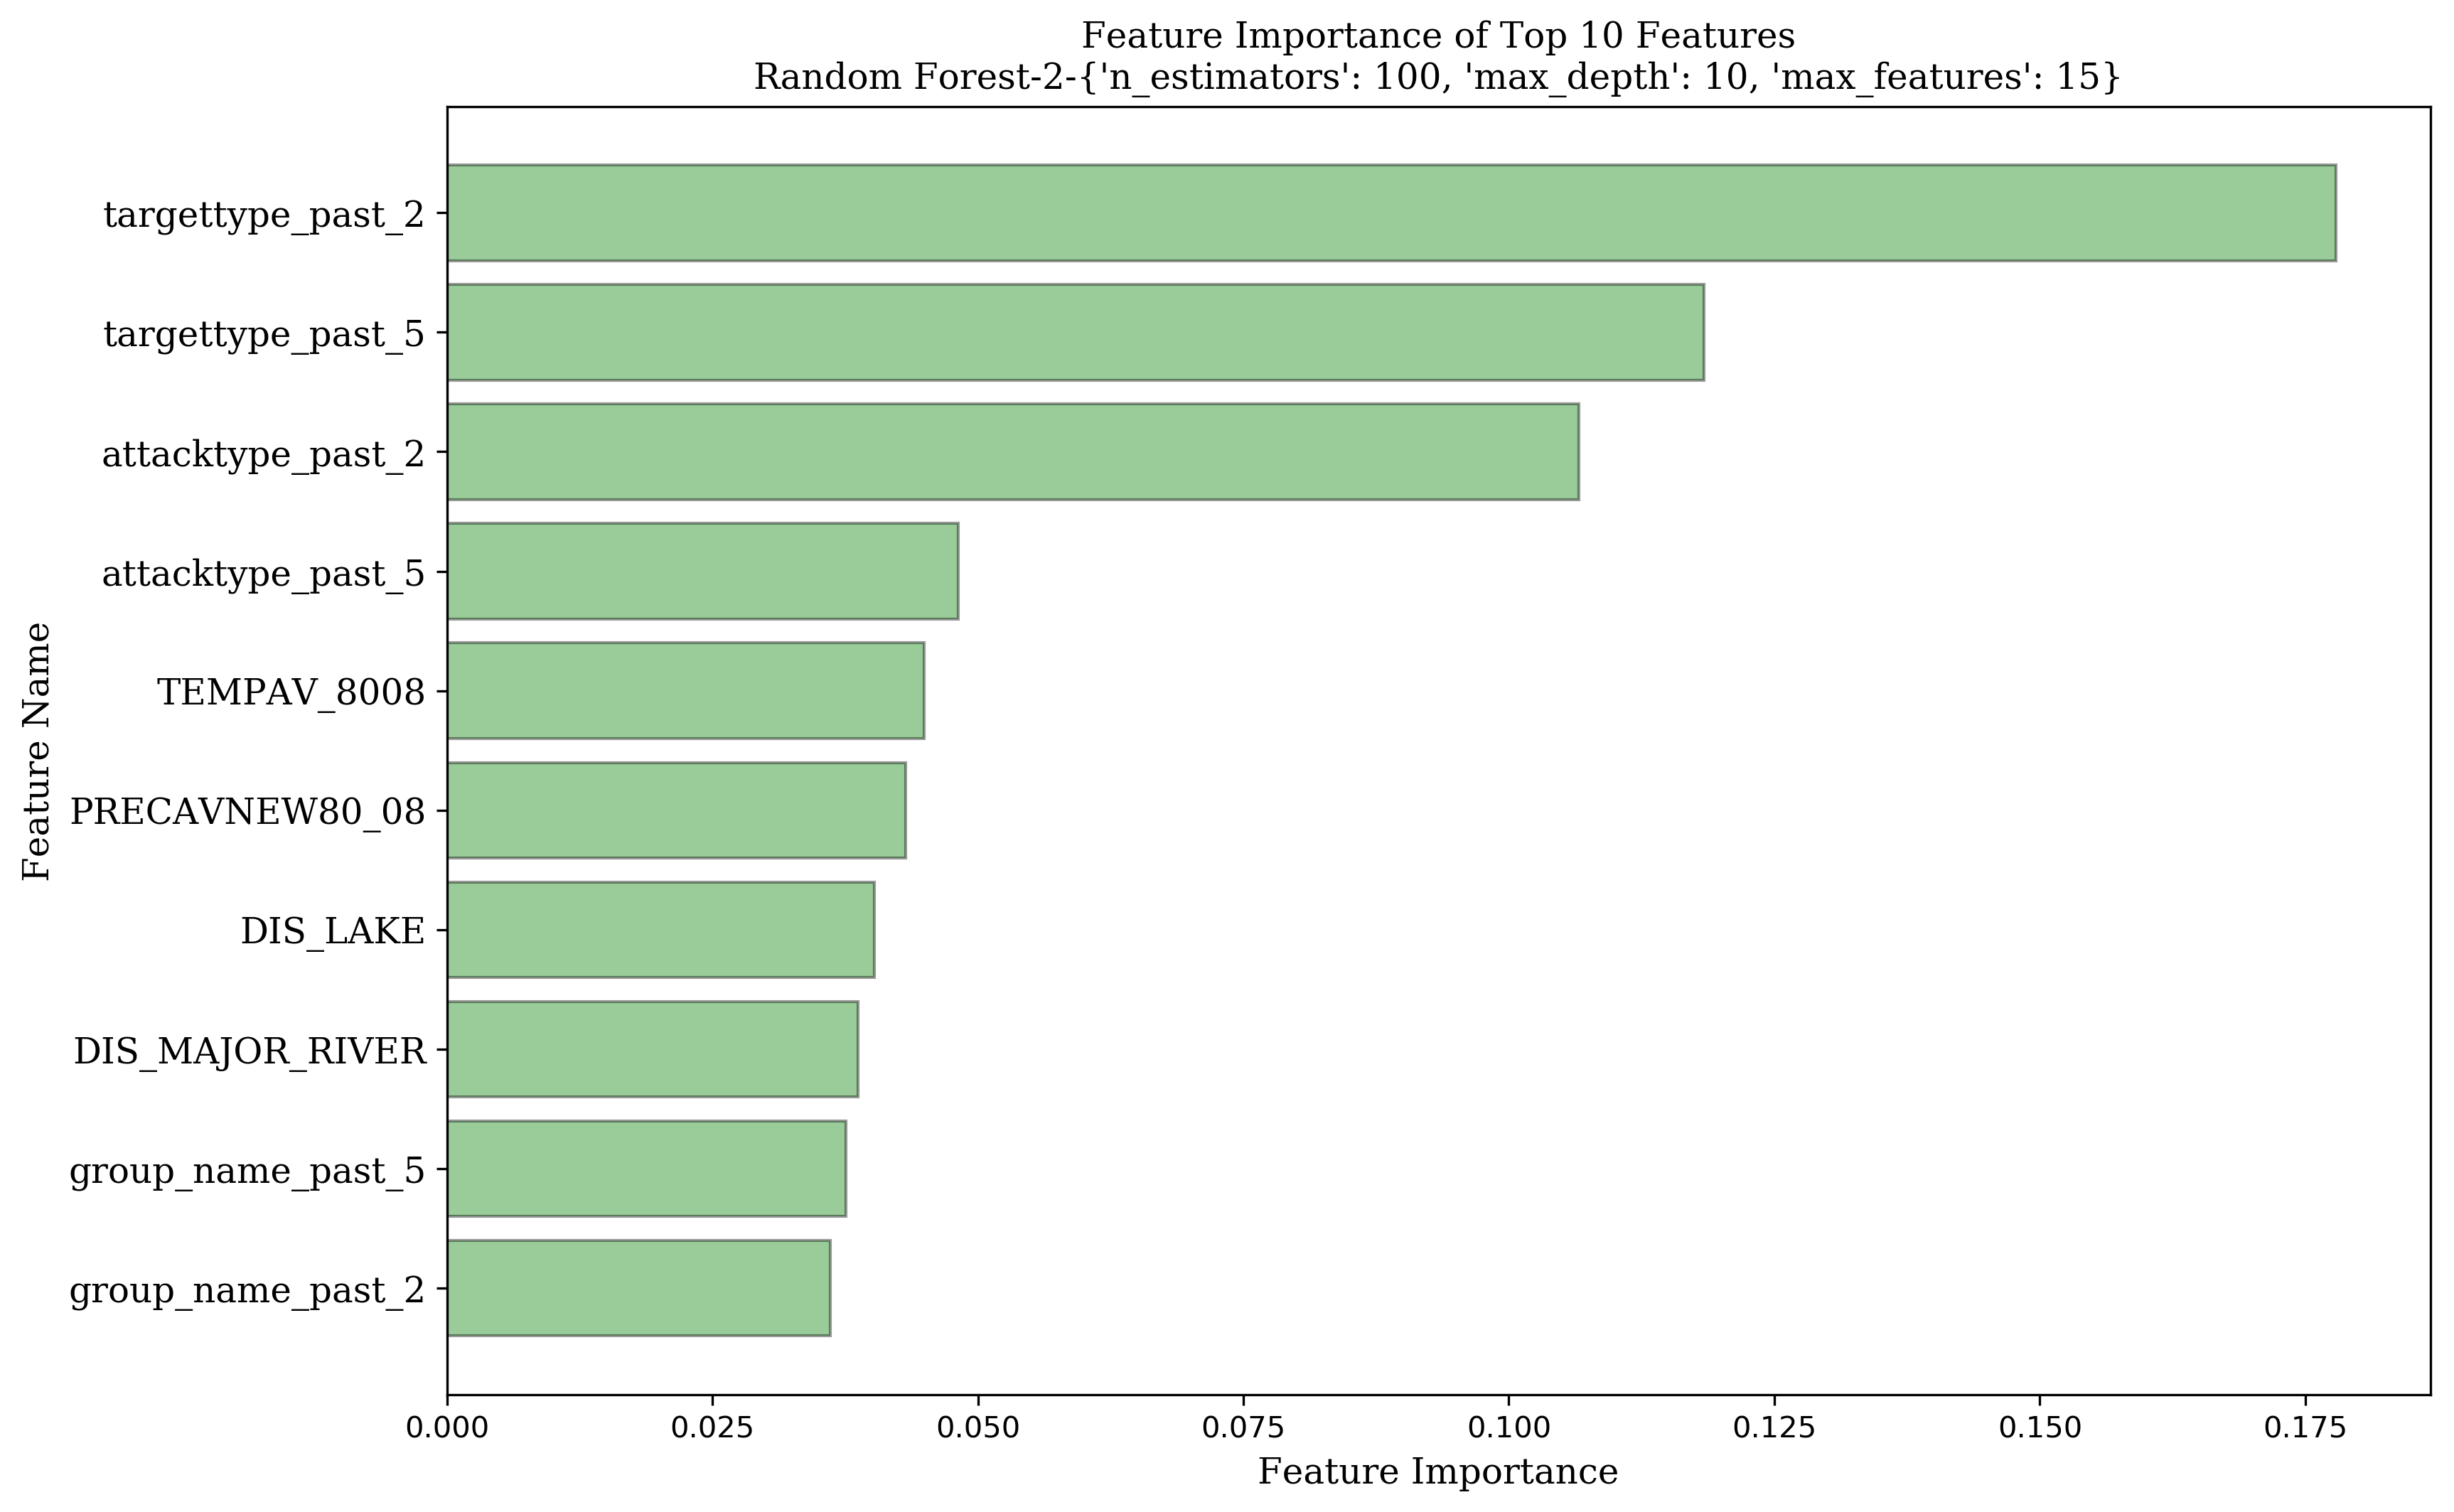 Feature Importance of Top 10 Features
Random Forest-2-{'n_estimators': 100, 'max_depth': 10, 'max_features': 15}
Feature Name
targettype_past_2
targettype_past_5
attacktype_past_2
attacktype_past_5
TEMPAV_8008
PRECAVNEW80_08
DIS_LAKE
DIS_MAJOR_RIVER
group_name_past_5
group_name_past_2
0.000 0.025 0.050 0.075 0.100 0.125 0.150 0.175
Feature Importance